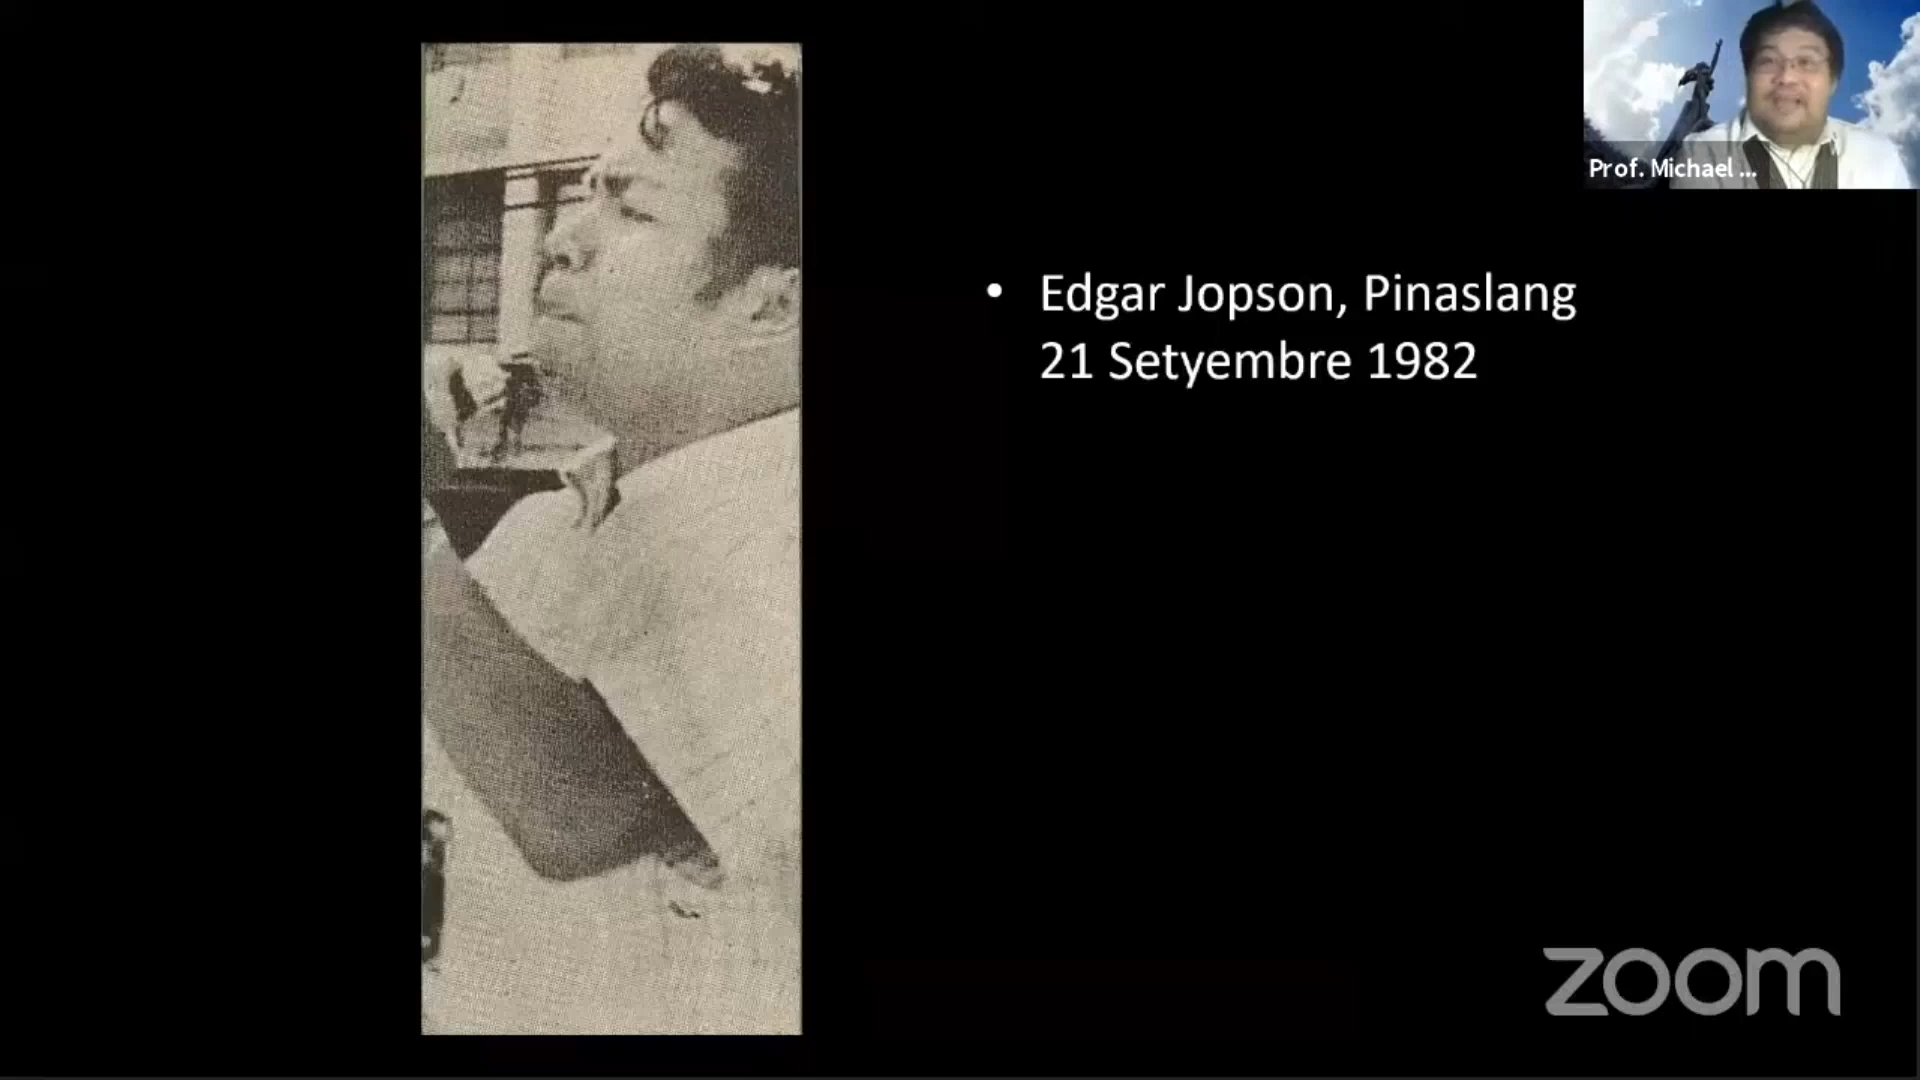 Prof. Michael ...
• Edgar Jopson, Pinaslang
21 Setyembre 1982
zoom